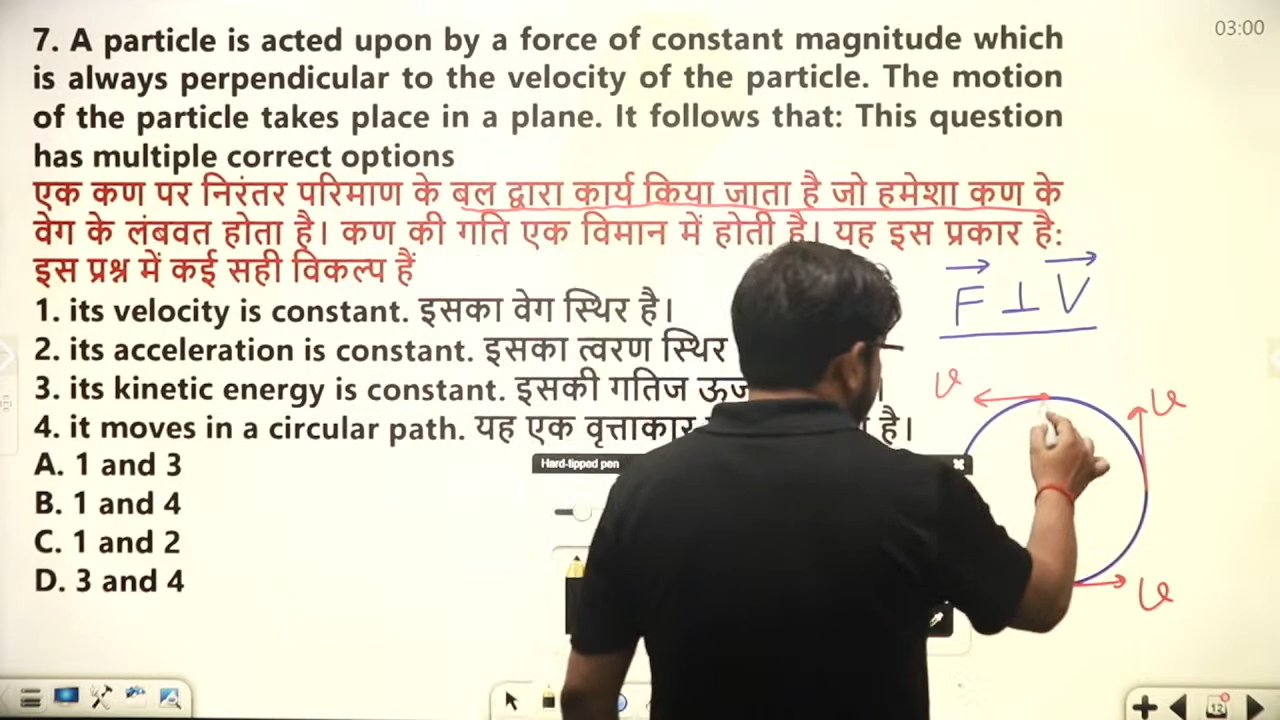 03:00
7. A particle is acted upon by a force of constant magnitude which
is always perpendicular to the velocity of the particle. The motion
of the particle takes place in a plane. It follows that: This question
has multiple correct options
एक कण पर निरंतर परिमाण के बल द्वारा कार्य किया जाता है जो हमेशा कण के
वेग के लंबवत होता है। कण की गति एक विमान में होती है। यह इस प्रकार है:
इस प्रश्न में कई सही विकल्प हैं
F ⊥ V
1. its velocity is constant. इसका वेग स्थिर है।
2. its acceleration is constant. इसका त्वरण स्थिर
3. its kinetic energy is constant. इसकी गतिज
4. it moves in a circular path. यह एक वृत्ताकार है।
v
v
v
A. 1 and 3
B. 1 and 4
C. 1 and 2
D. 3 and 4
Hard-tipped pen
12